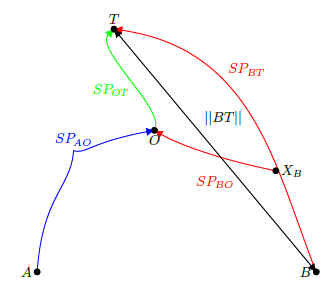 T
SP_BT
SP_OT
||BT||
SP_AO
O
X_B
SP_BO
A
B